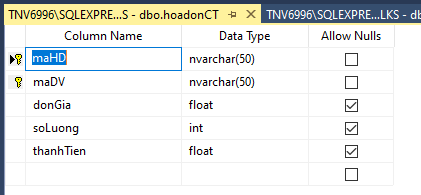 TNV6996\SQLEXPRE...S - dbo.hoadonCT TNV6996\SQLEXPRE...LKS - db
Column Name Data Type Allow Nulls
maHD nvarchar(50)
maDV nvarchar(50)
donGia float
soLuong int
thanhTien float